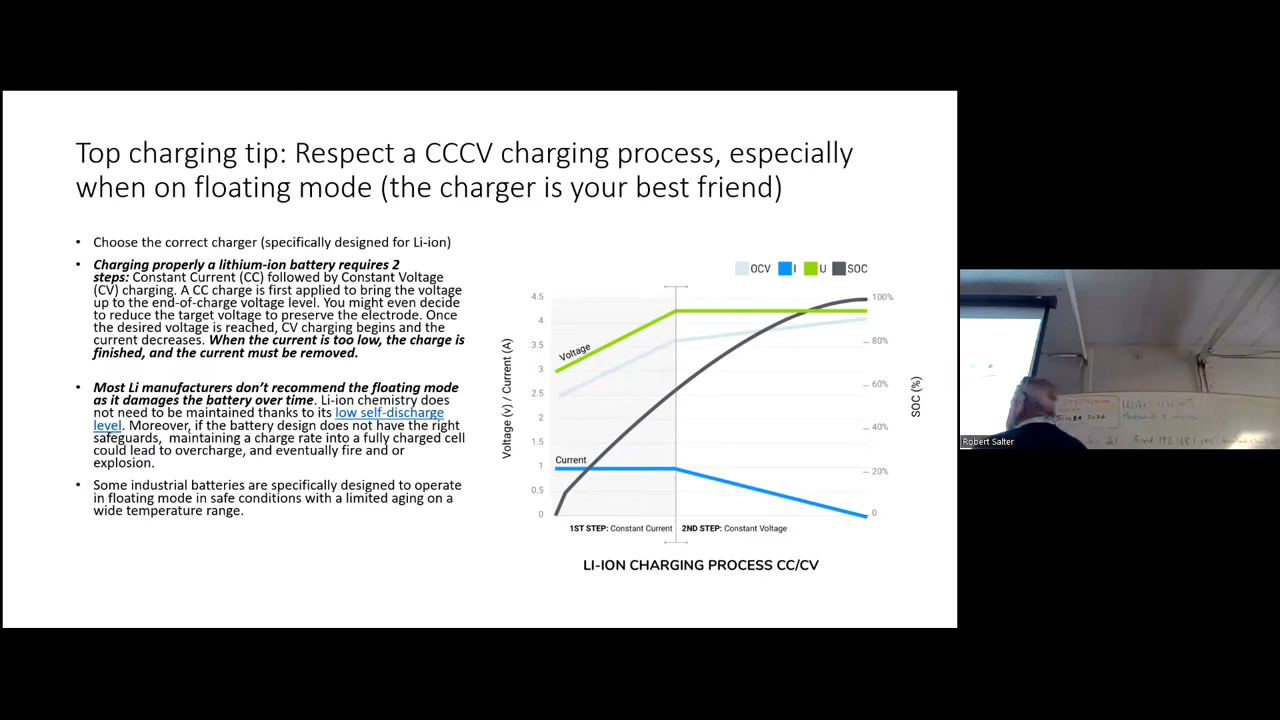 Top charging tip: Respect a CCCV charging process, especially
when on floating mode (the charger is your best friend)
• Choose the correct charger (specifically designed for Li-ion)
• Charging properly a lithium-ion battery requires 2
steps: Constant Current (CC) followed by Constant Voltage
(CV) charging. A CC charge is first applied to bring the voltage
up to the end-of-charge voltage level. You might even decide
to reduce the target voltage to preserve the electrode. Once
the desired voltage is reached, CV charging begins and the
current decreases. When the current is too low, the charge is
finished, and the current must be removed.
• Most Li manufacturers don’t recommend the floating mode
as it damages the battery over time. Li-ion chemistry does
not need to be maintained thanks to its low self-discharge
level. Moreover, if the battery design does not have the right
safeguards, maintaining a charge rate into a fully charged cell
could lead to overcharge, and eventually fire and or
explosion.
• Some industrial batteries are specifically designed to operate
in floating mode in safe conditions with a limited aging on a
wide temperature range.
OCV I U SOC
Voltage (v) / Current (A)
4.5
4
3.5
3
2.5
2
1.5
1
0.5
0
Voltage
Current
100%
80%
60%
40%
20%
0
SOC (%)
1ST STEP: Constant Current
2ND STEP: Constant Voltage
LI-ION CHARGING PROCESS CC/CV
Robert Salter